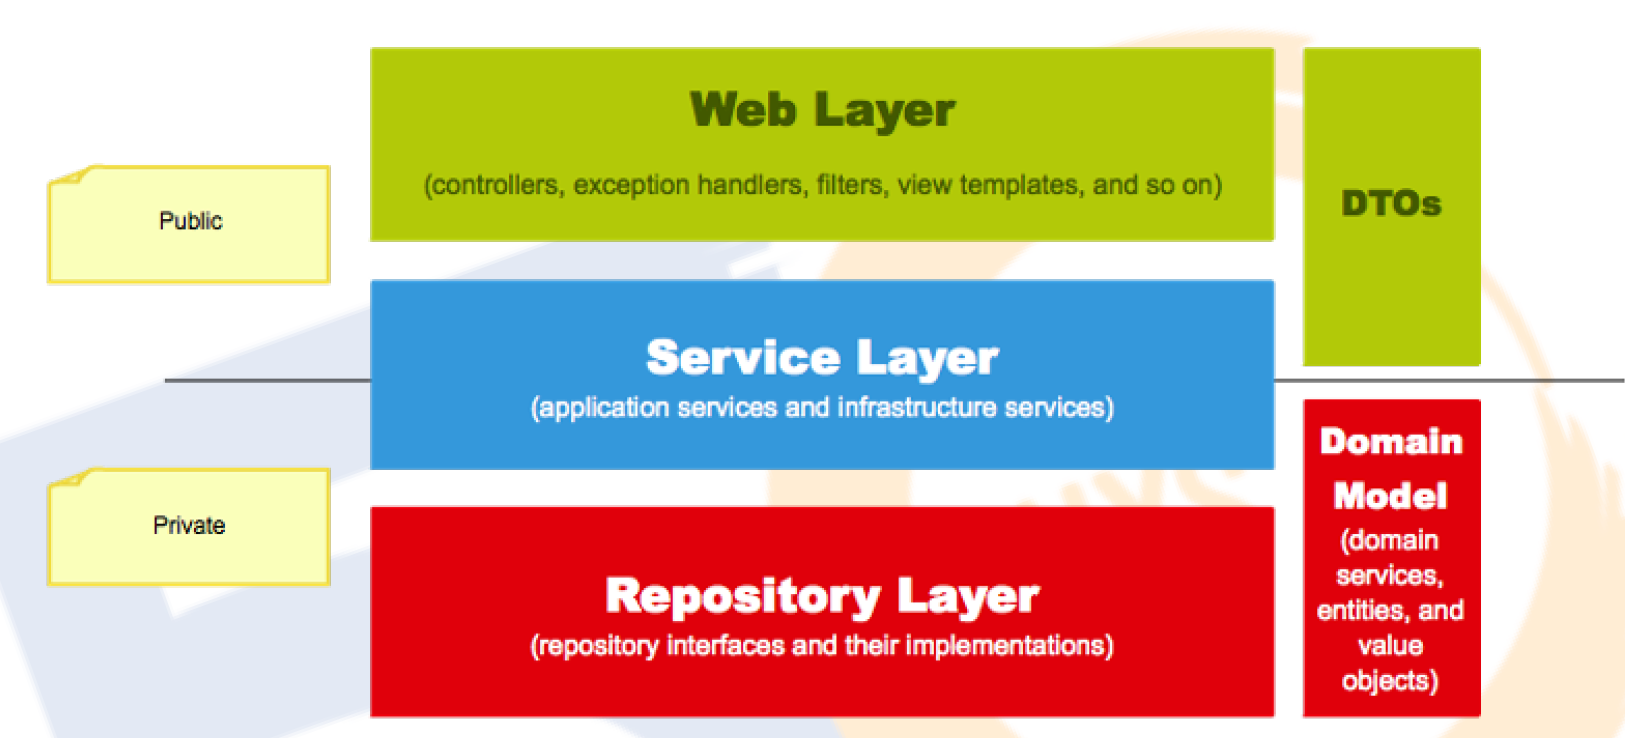 Web Layer
(controllers, exception handlers, filters, view templates, and so on)
DTOs
Public
Service Layer
(application services and infrastructure services)
Private
Repository Layer
(repository interfaces and their implementations)
Domain
Model
(domain
services,
entities, and
value
objects)